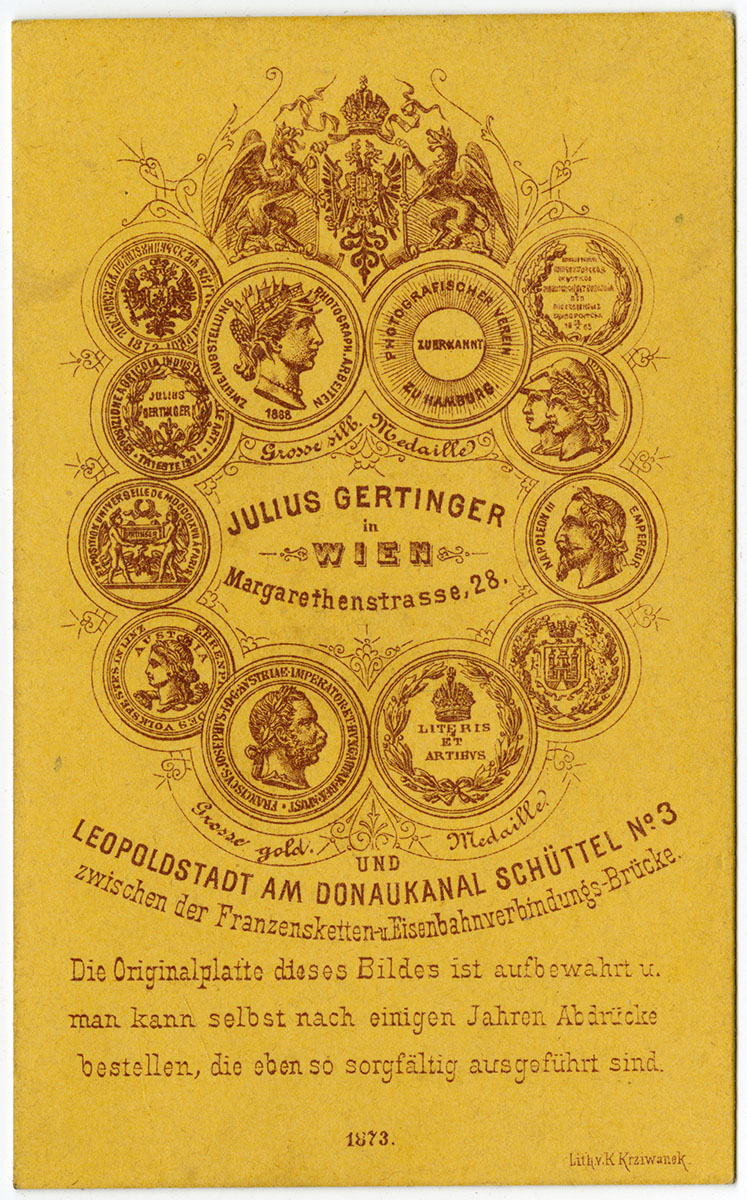 1872
ZWEITE AUSSTELLUNG PHOTOGRAPH. ARBEITEN
1868
PHOTOGRAFISCHER VEREIN
ZUERKANNT
ZU HAMBURG
JULIUS
GERTINGER
TRIESTE 1871
Grosse silb. Medaille
JULIUS GERTINGER
in
WIEN
Margarethenstrasse, 28.
NAPOLEON III EMPEREUR
AUSTRIA
LITERIS
ET
ARTIBVS
Grosse gold. Medaille
UND
LEOPOLDSTADT AM DONAUKANAL SCHÜTTEL No. 3
zwischen der Franzensketten-u.Eisenbahnverbindungs-Brücke.
Die Originalplatte dieses Bildes ist aufbewahrt u.
man kann selbst nach einigen Jahren Abdrücke
bestellen, die eben so sorgfältig ausgeführt sind.
1873.
Lith.v.K.Krziwanek.